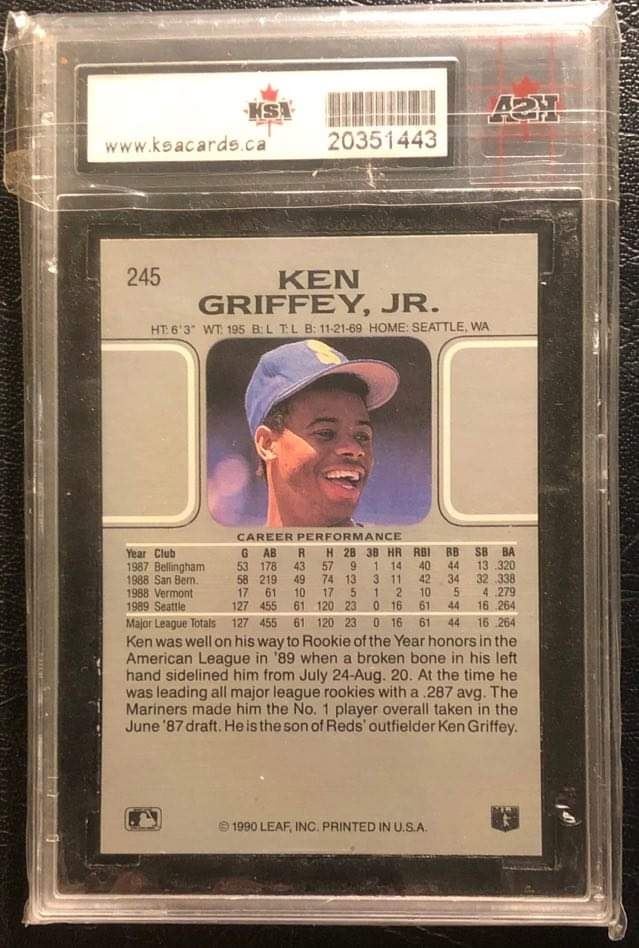 KSA
KSA
www.ksacards.ca
20351443
245
KEN
GRIFFEY, JR.
HT: 6'3" WT: 195 B: L T: L B: 11-21-69 HOME: SEATTLE, WA
S
CAREER PERFORMANCE
Year Club G AB R H 2B 3B HR RBI BB SB BA
1987 Bellingham 53 178 43 57 9 1 14 40 44 13 .320
1988 San Bern. 58 219 49 74 13 3 11 42 34 32 .338
1988 Vermont 17 61 10 17 5 1 2 10 5 4 .279
1989 Seattle 127 455 61 120 23 0 16 61 44 16 .264
Major League Totals 127 455 61 120 23 0 16 61 44 16 .264
Ken was well on his way to Rookie of the Year honors in the
American League in '89 when a broken bone in his left
hand sidelined him from July 24-Aug. 20. At the time he
was leading all major league rookies with a .287 avg. The
Mariners made him the No. 1 player overall taken in the
June '87 draft. He is the son of Reds' outfielder Ken Griffey.
© 1990 LEAF, INC. PRINTED IN U.S.A.